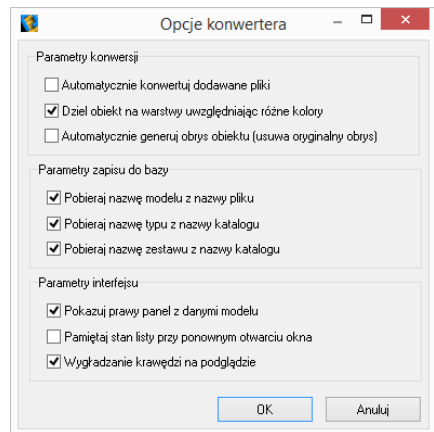 Opcje konwertera
Parametry konwersji
Automatycznie konwertuj dodawane pliki
Dziel obiekt na warstwy uwzględniając różne kolory
Automatycznie generuj obrys obiektu (usuwa oryginalny obrys)
Parametry zapisu do bazy
Pobieraj nazwę modelu z nazwy pliku
Pobieraj nazwę typu z nazwy katalogu
Pobieraj nazwę zestawu z nazwy katalogu
Parametry interfejsu
Pokazuj prawy panel z danymi modelu
Pamiętaj stan listy przy ponownym otwarciu okna
Wygładzanie krawędzi na podglądzie
OK Anuluj